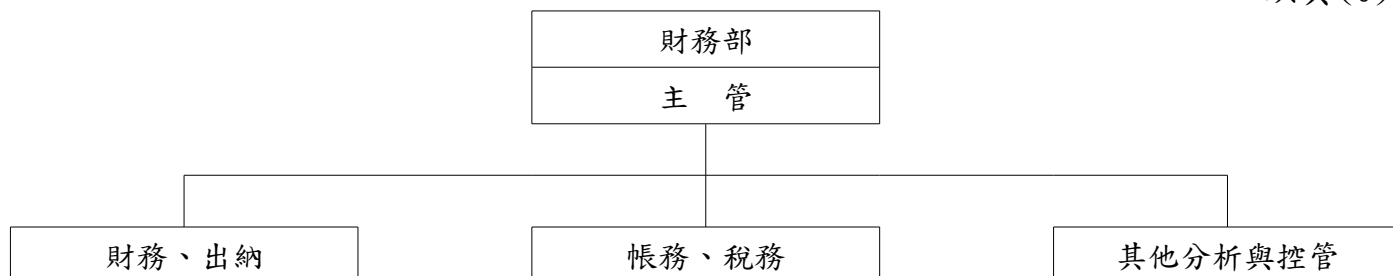 財務部
主 管
財務、出納
帳務、稅務
其他分析與控管